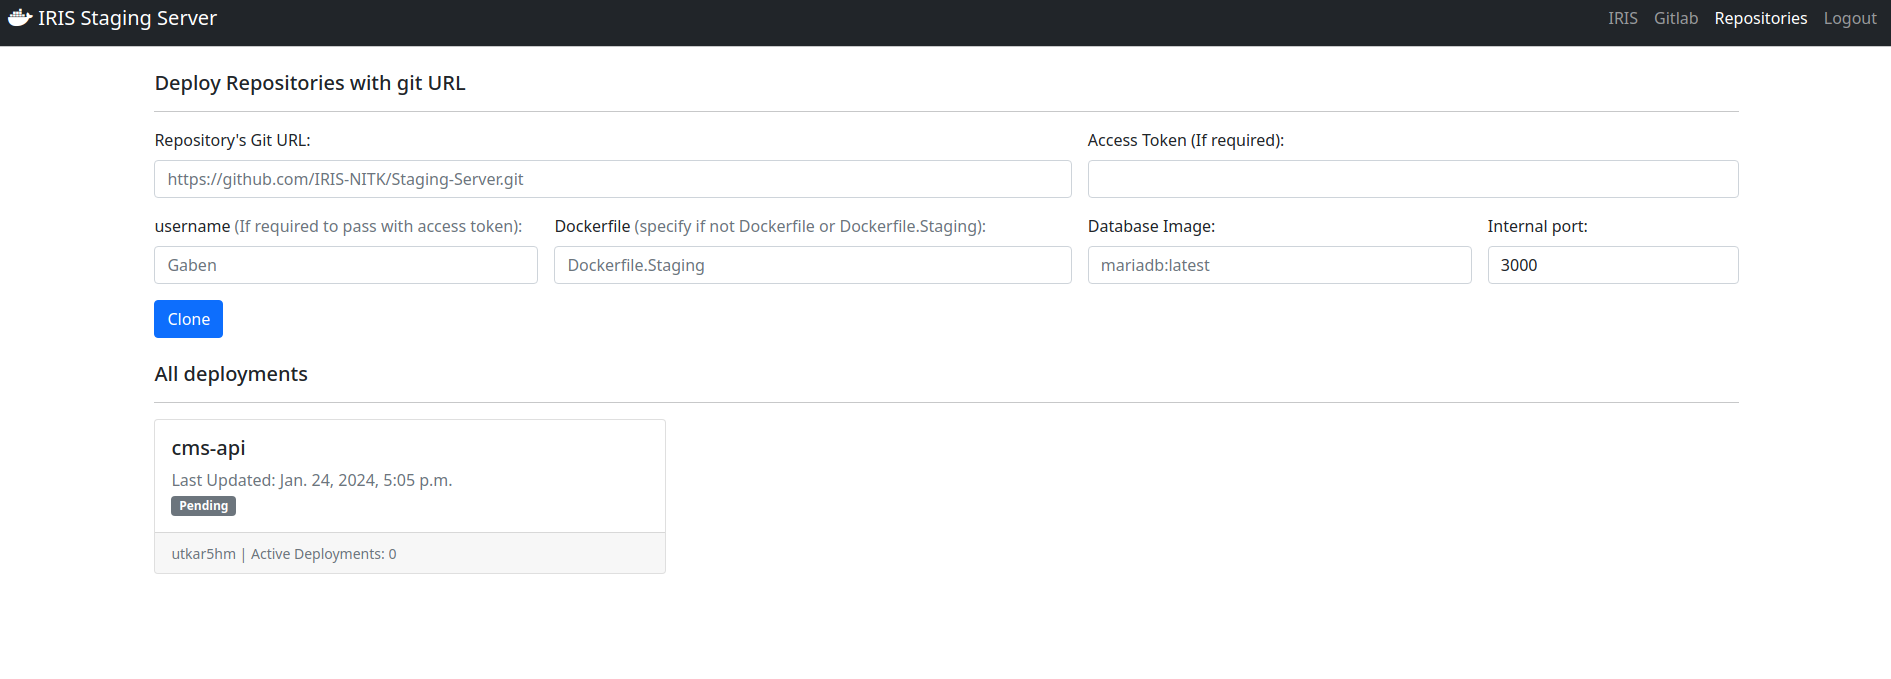 IRIS Staging Server
IRIS Gitlab Repositories Logout
Deploy Repositories with git URL
Repository's Git URL:
Access Token (If required):
https://github.com/IRIS-NITK/Staging-Server.git
username (If required to pass with access token):
Dockerfile (specify if not Dockerfile or Dockerfile.Staging):
Database Image:
Internal port:
Gaben
Dockerfile.Staging
mariadb:latest
3000
Clone
All deployments
cms-api
Last Updated: Jan. 24, 2024, 5:05 p.m.
Pending
utkar5hm | Active Deployments: 0